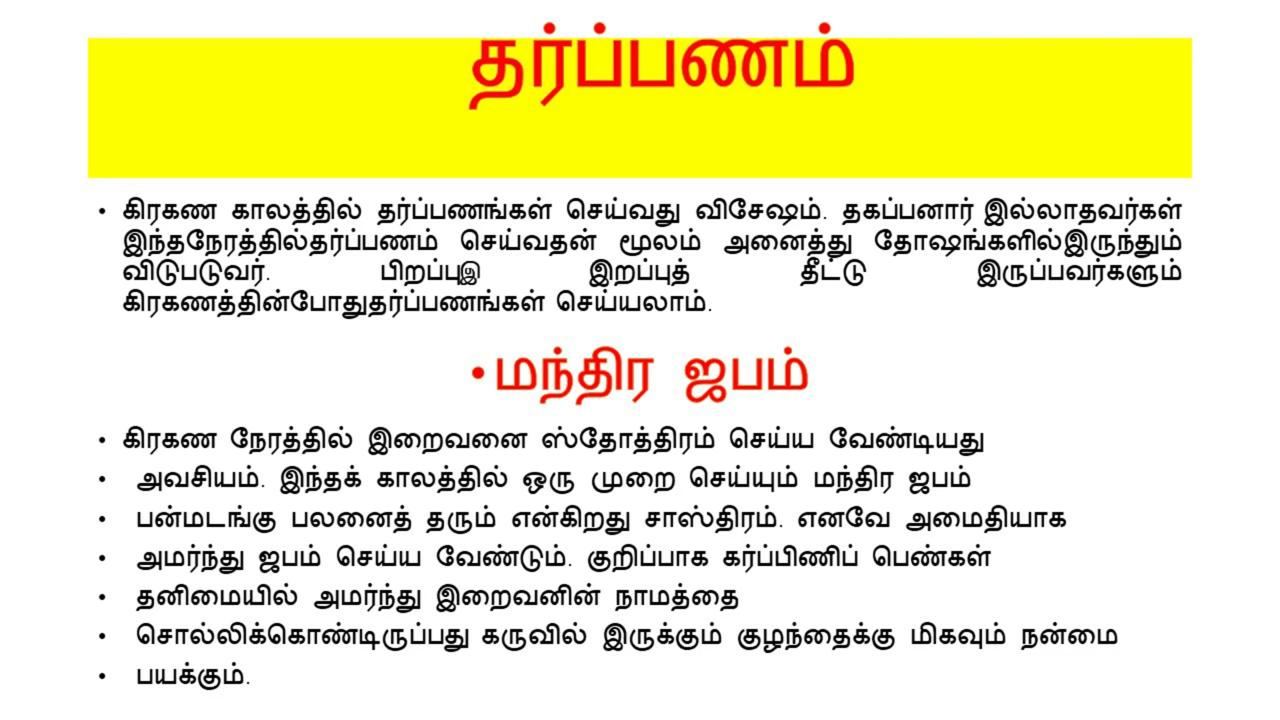 தர்ப்பணம்
• கிரகண காலத்தில் தர்ப்பணங்கள் செய்வது விசேஷம். தகப்பனார் இல்லாதவர்கள்
இந்தநேரத்தில்தர்ப்பணம் செய்வதன் மூலம் அனைத்து தோஷங்களில்இருந்தும்
விடுபடுவர். பிறப்புஇ இறப்புத் தீட்டு இருப்பவர்களும்
கிரகணத்தின்போதுதர்ப்பணங்கள் செய்யலாம்.
• மந்திர ஜபம்
• கிரகண நேரத்தில் இறைவனை ஸ்தோத்திரம் செய்ய வேண்டியது
• அவசியம். இந்தக் காலத்தில் ஒரு முறை செய்யும் மந்திர ஜபம்
• பன்மடங்கு பலனைத் தரும் என்கிறது சாஸ்திரம். எனவே அமைதியாக
• அமர்ந்து ஜபம் செய்ய வேண்டும். குறிப்பாக கர்ப்பிணிப் பெண்கள்
• தனிமையில் அமர்ந்து இறைவனின் நாமத்தை
• சொல்லிக்கொண்டிருப்பது கருவில் இருக்கும் குழந்தைக்கு மிகவும் நன்மை
• பயக்கும்.